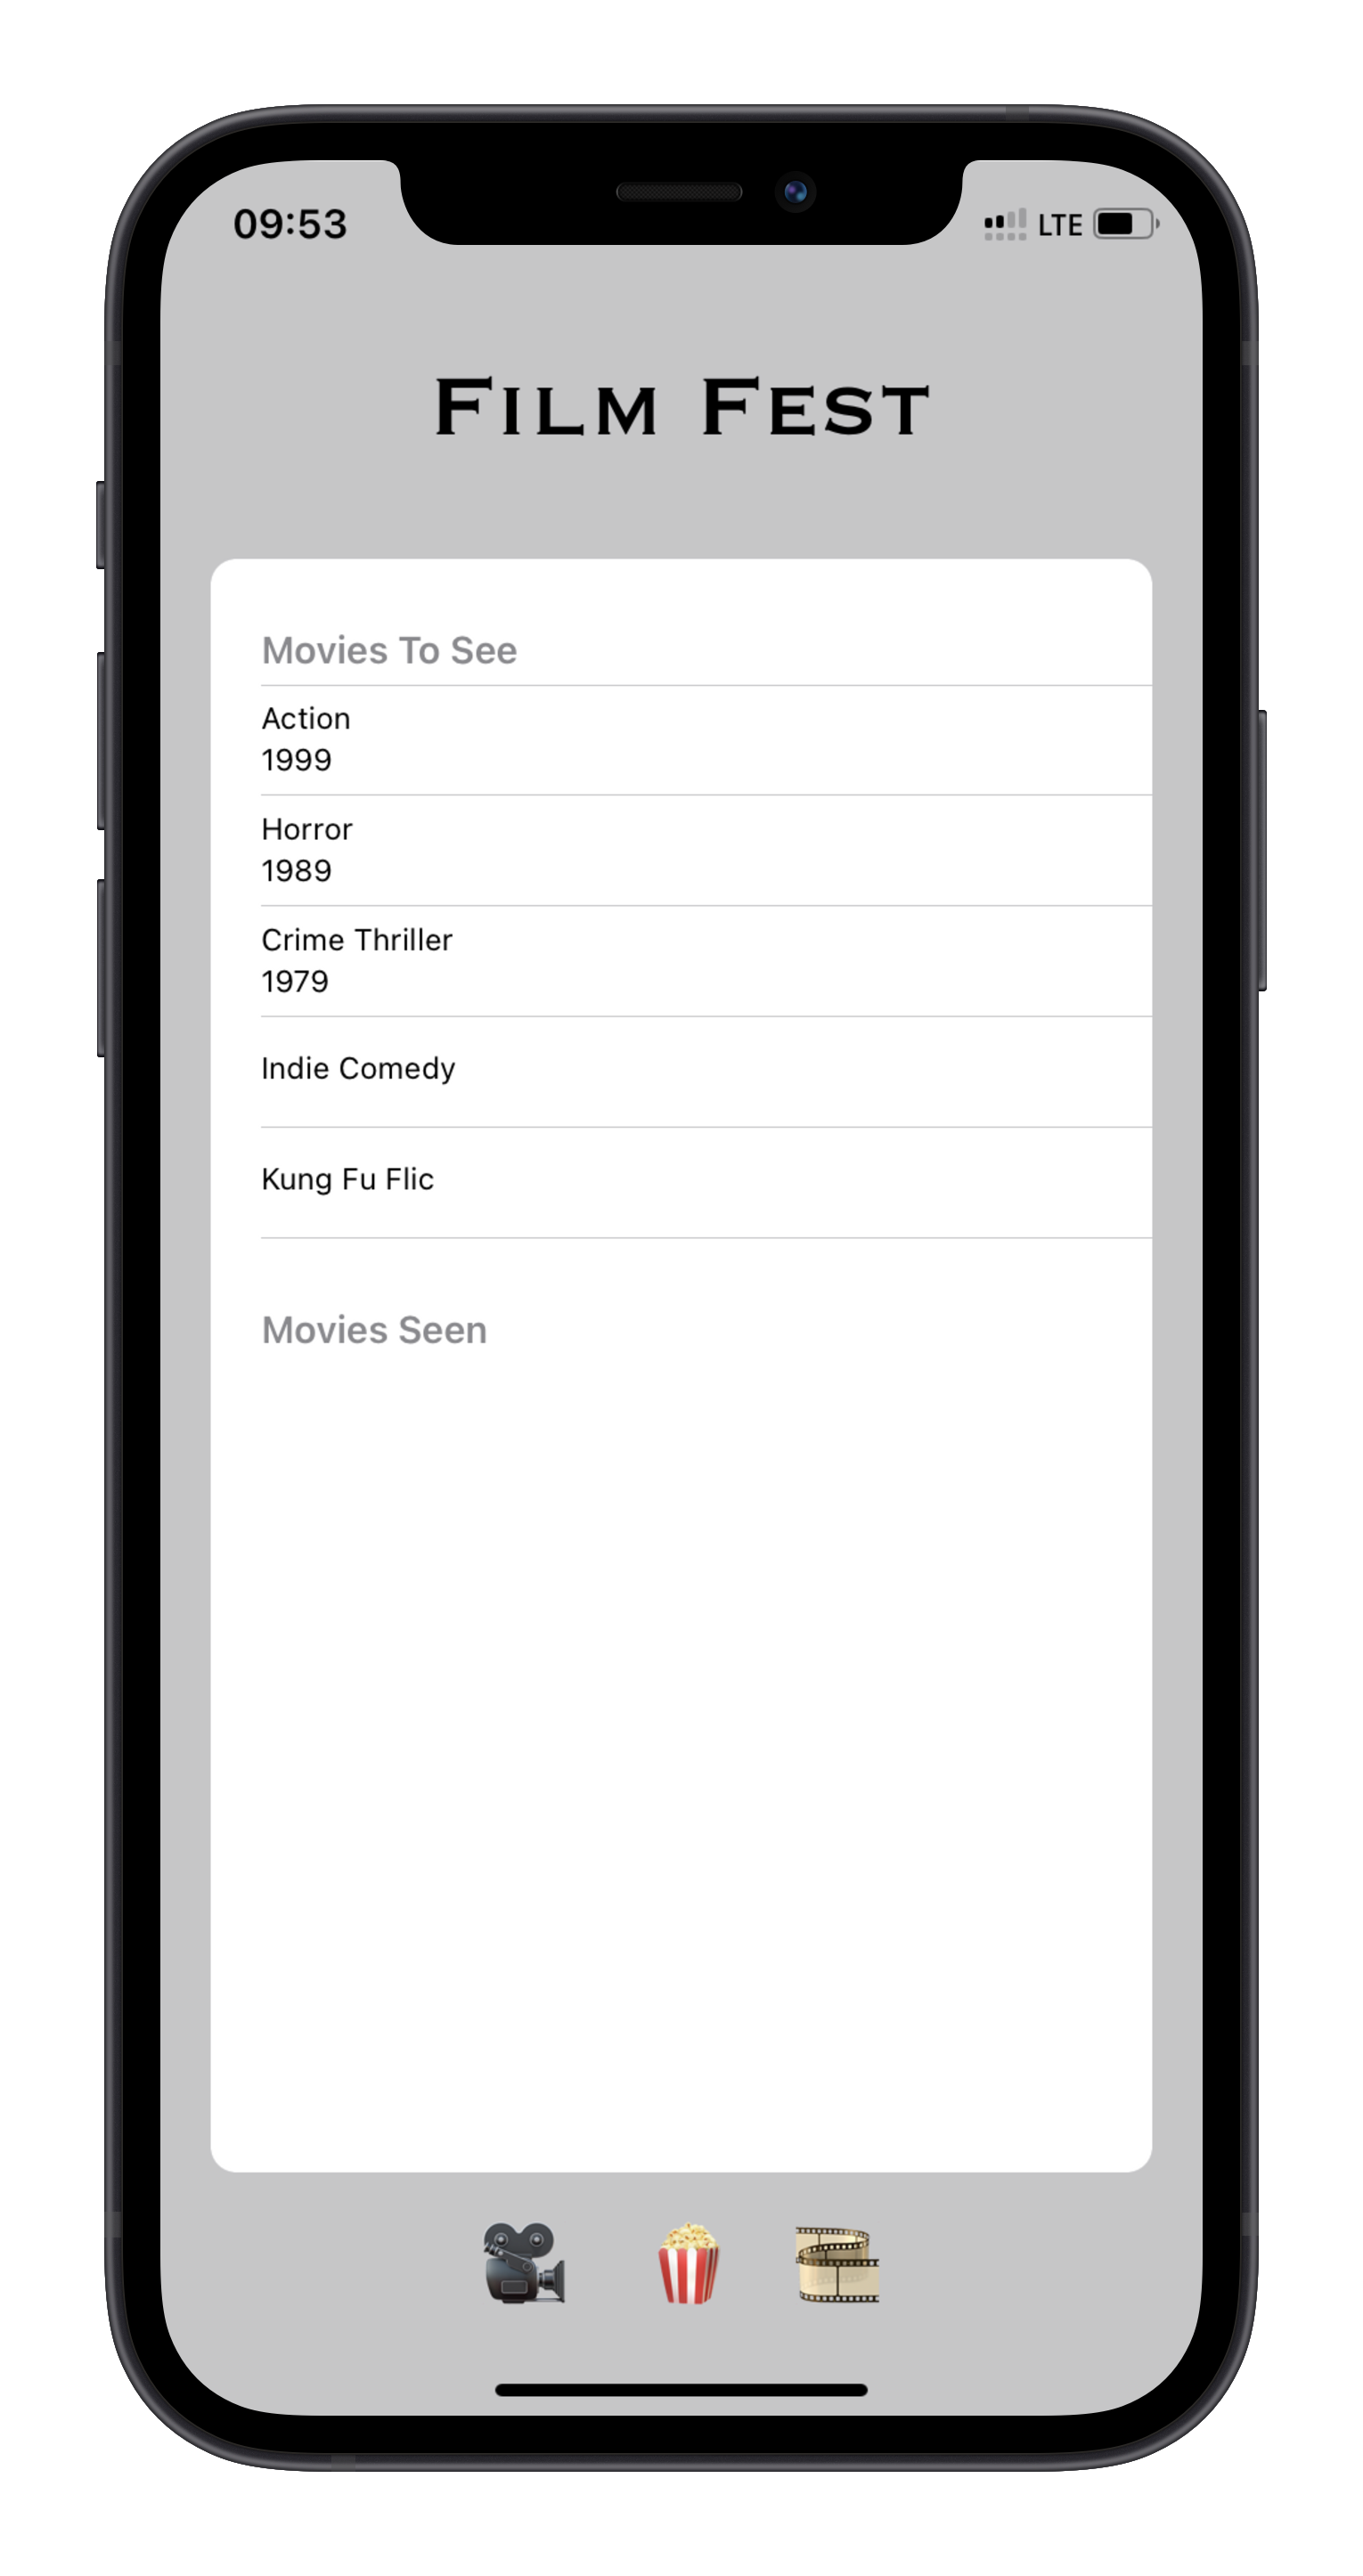 09:53
LTE
Film Fest
Movies To See
Action
1999
Horror
1989
Crime Thriller
1979
Indie Comedy
Kung Fu Flic
Movies Seen